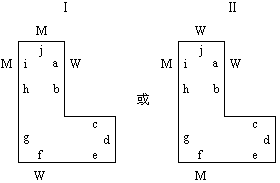 I II
M W
j j
M i a W M i a W
h b h b
或
c c
g d g d
f e f e
W M